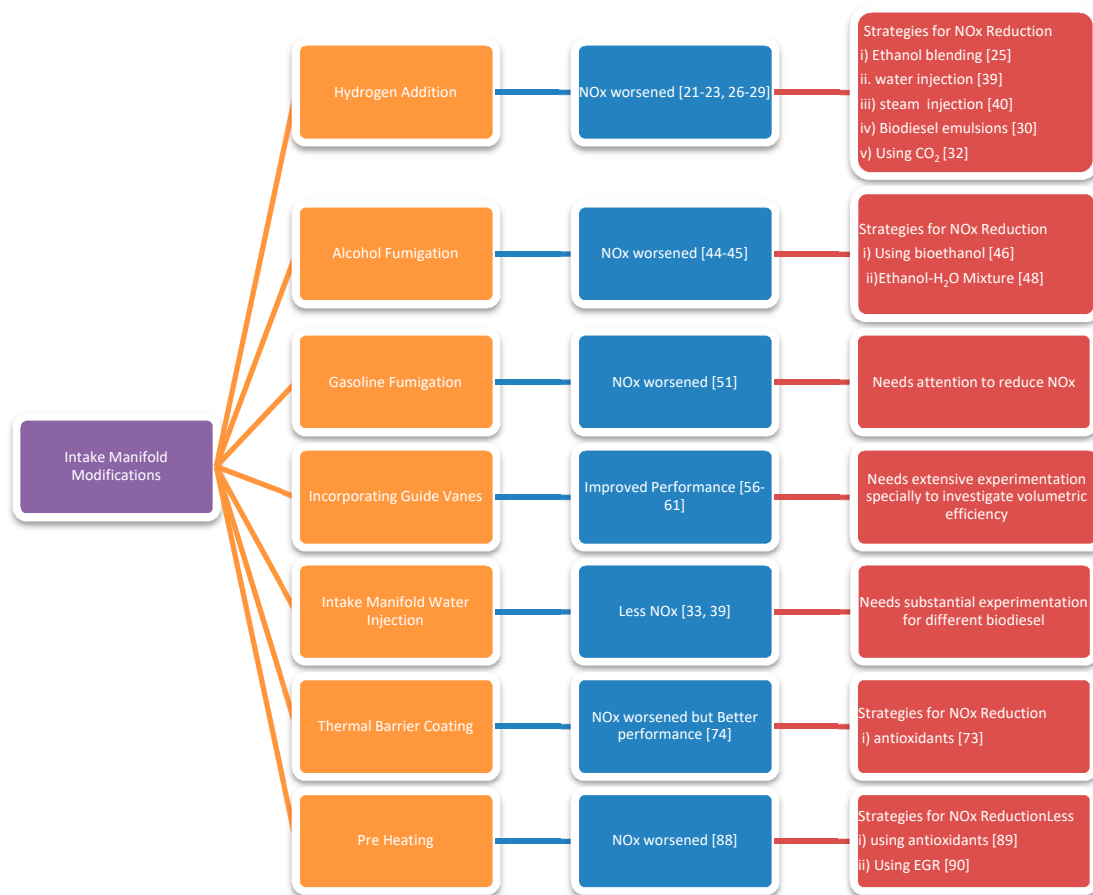 Intake Manifold
Modifications
Hydrogen Addition
NOx worsened [21-23, 26-29]
Strategies for NOx Reduction
i) Ethanol blending [25]
ii. water injection [39]
iii) steam injection [40]
iv) Biodiesel emulsions [30]
v) Using CO₂ [32]
Alcohol Fumigation
NOx worsened [44-45]
Strategies for NOx Reduction
i) Using bioethanol [46]
ii)Ethanol-H₂O Mixture [48]
Gasoline Fumigation
NOx worsened [51]
Needs attention to reduce NOx
Incorporating Guide Vanes
Improved Performance [56-
61]
Needs extensive experimentation
specially to investigate volumetric
efficiency
Intake Manifold Water
Injection
Less NOx [33, 39]
Needs substantial experimentation
for different biodiesel
Thermal Barrier Coating
NOx worsened but Better
performance [74]
Strategies for NOx Reduction
i) antioxidants [73]
Pre Heating
NOx worsened [88]
Strategies for NOx ReductionLess
i) using antioxidants [89]
ii) Using EGR [90]